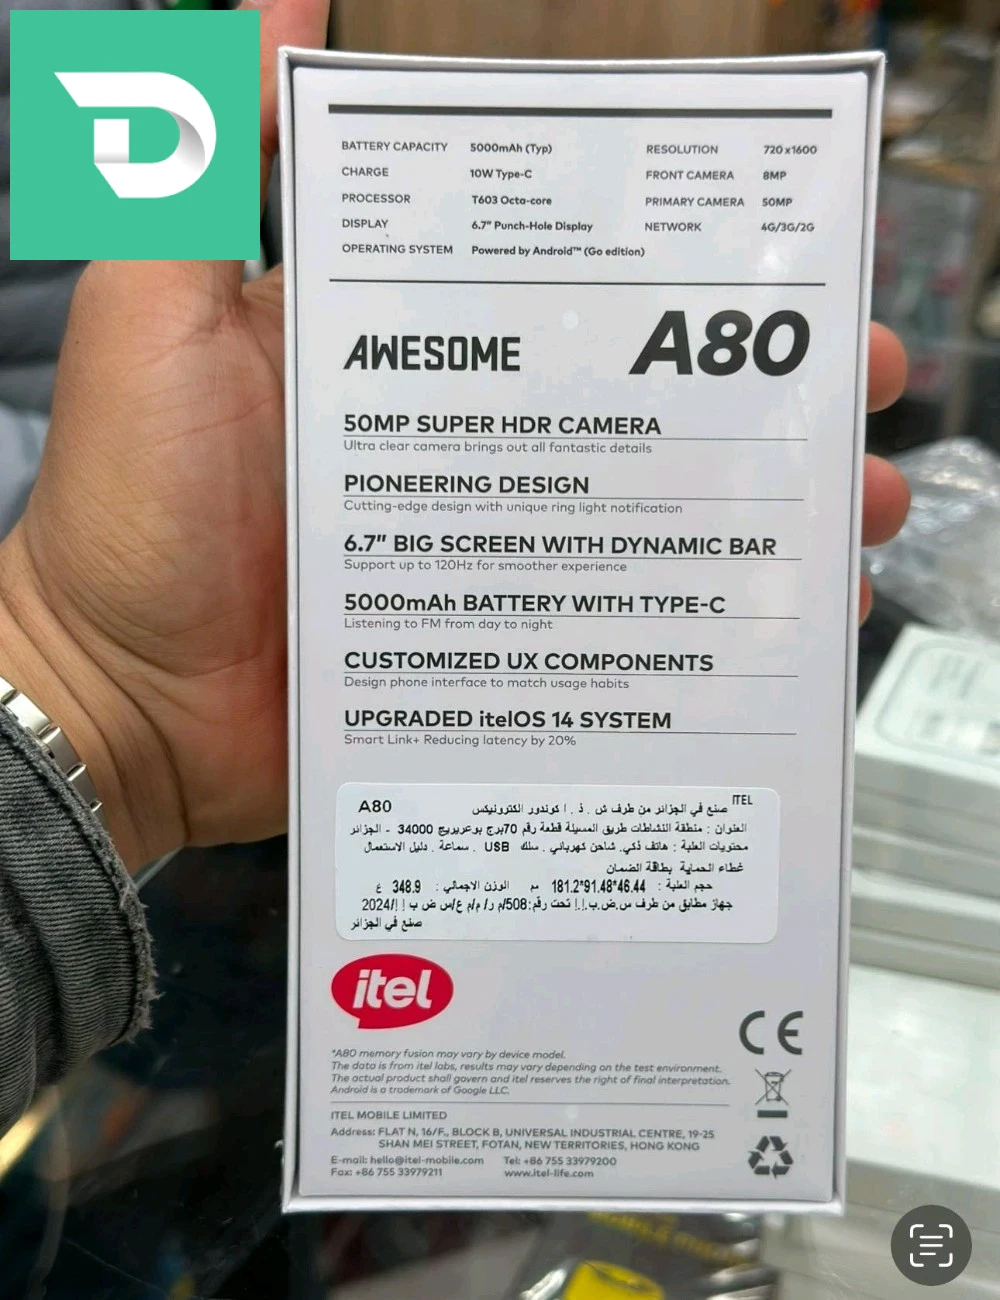 BATTERY CAPACITY 5000mAh (Typ) RESOLUTION 720x1600
CHARGE 10W Type-C FRONT CAMERA 8MP
PROCESSOR T603 Octa-core PRIMARY CAMERA 50MP
DISPLAY 6.7" Punch-Hole Display NETWORK 4G/3G/2G
OPERATING SYSTEM Powered by Android™ (Go edition)
AWESOME A80
50MP SUPER HDR CAMERA
Ultra clear camera brings out all fantastic details
PIONEERING DESIGN
Cutting-edge design with unique ring light notification
6.7" BIG SCREEN WITH DYNAMIC BAR
Support up to 120Hz for smoother experience
5000mAh BATTERY WITH TYPE-C
Listening to FM from day to night
CUSTOMIZED UX COMPONENTS
Design phone interface to match usage habits
UPGRADED itelOS 14 SYSTEM
Smart Link+ Reducing latency by 20%
ITEL صنع في الجزائر من طرف ش . ذ . ا كوندور الكترونيكس A80
العنوان : منطقة النشاطات طريق المسيلة قطعة رقم 70برج بوعريريج 34000 - الجزائر
محتويات العلبة : هاتف ذكي. شاحن كهربائي . سلك USB . سماعة . دليل الاستعمال
غطاء الحماية بطاقة الضمان
حجم العلبة : 181.2*91.48*46.44 مم الوزن الاجمالي : 348.9 غ
جهاز مطابق من طرف س.ض.ب.إ.إ تحت رقم:508/م ر/ م/م ع/س ض ب إ إ/2024
صنع في الجزائر
itel
CE
*A80 memory fusion may vary by device model.
The data is from itel labs, results may vary depending on the test environment.
The actual product shall govern and itel reserves the right of final interpretation.
Android is a trademark of Google LLC.
ITEL MOBILE LIMITED
Address: FLAT N, 16/F., BLOCK B, UNIVERSAL INDUSTRIAL CENTRE, 19-25
SHAN MEI STREET, FOTAN, NEW TERRITORIES, HONG KONG
E-mail: hello@itel-mobile.com Tel: +86 755 33979200
Fax: +86 755 33979211 www.itel-life.com